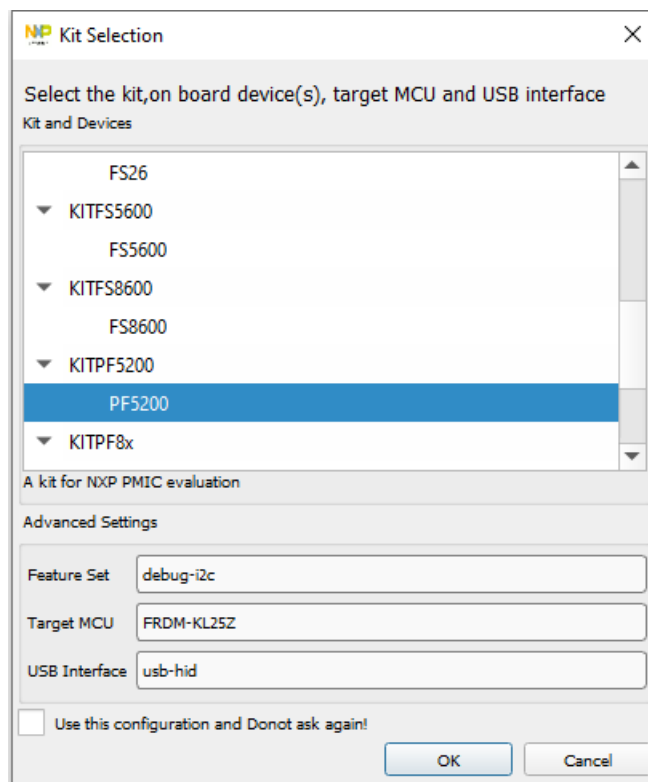 NXP Kit Selection
Select the kit,on board device(s), target MCU and USB interface
Kit and Devices
FS26
KITFS5600
FS5600
KITFS8600
FS8600
KITPF5200
PF5200
KITPF8x
A kit for NXP PMIC evaluation
Advanced Settings
Feature Set debug-i2c
Target MCU FRDM-KL25Z
USB Interface usb-hid
Use this configuration and Donot ask again!
OK Cancel